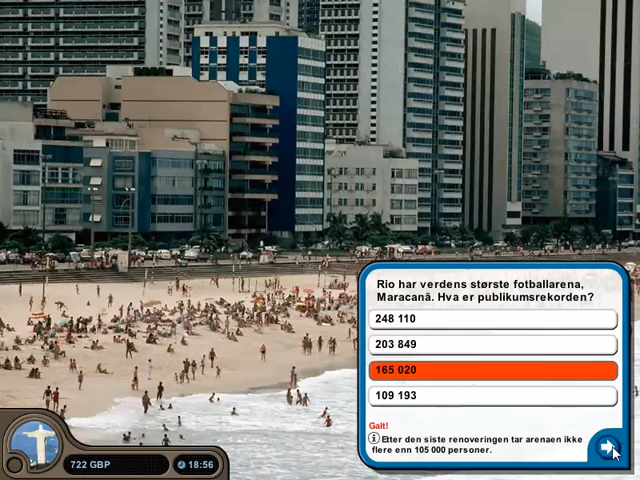 Rio har verdens største fotballarena,
Maracanã. Hva er publikumsrekorden?
248 110
203 849
165 020
109 193
Galt!
Etter den siste renoveringen tar arenaen ikke
flere enn 105 000 personer.
722 GBP
18:56